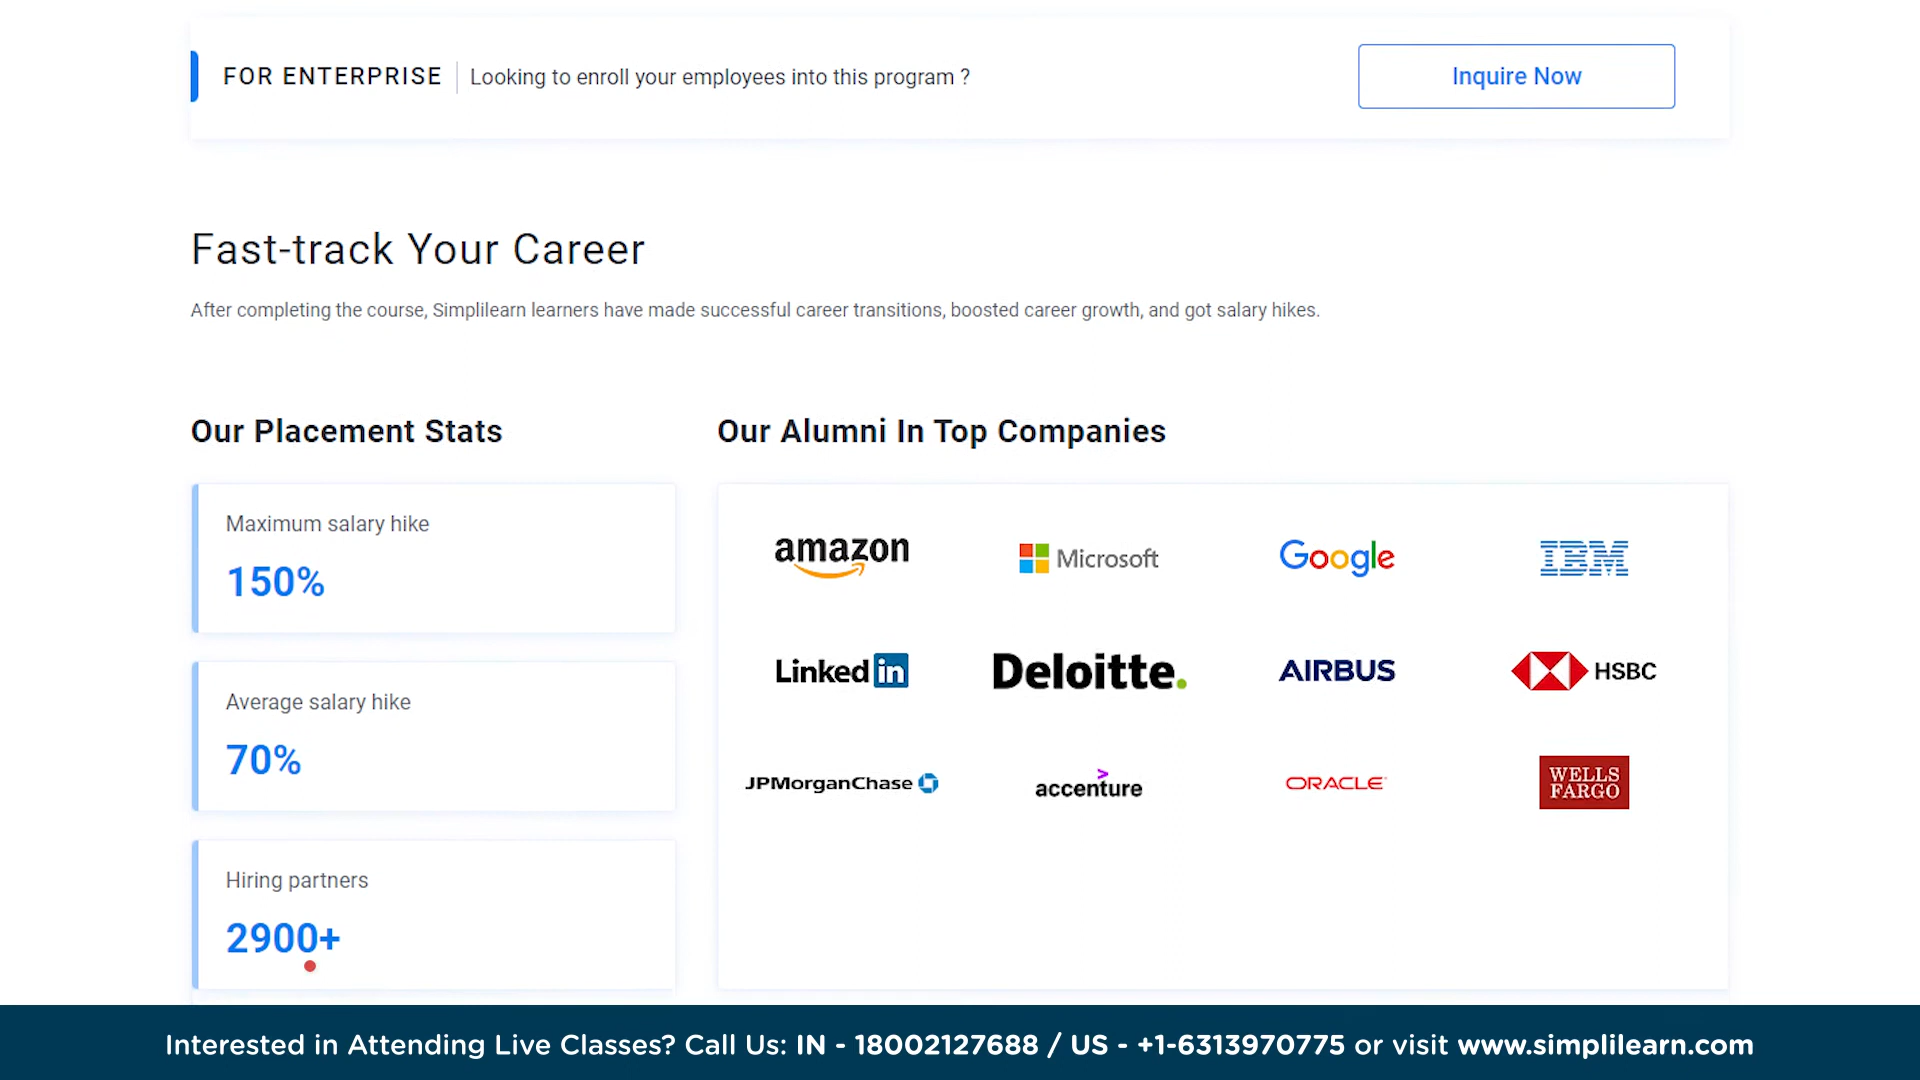 FOR ENTERPRISE Looking to enroll your employees into this program ? Inquire Now
Fast-track Your Career
After completing the course, Simplilearn learners have made successful career transitions, boosted career growth, and got salary hikes.
Our Placement Stats
Maximum salary hike
150%
Average salary hike
70%
Hiring partners
2900+
Our Alumni In Top Companies
amazon Microsoft Google IBM
Linked in Deloitte. AIRBUS HSBC
JPMorganChase accenture ORACLE WELLS
FARGO
Interested in Attending Live Classes? Call Us: IN - 18002127688 / US - +1-6313970775 or visit www.simplilearn.com